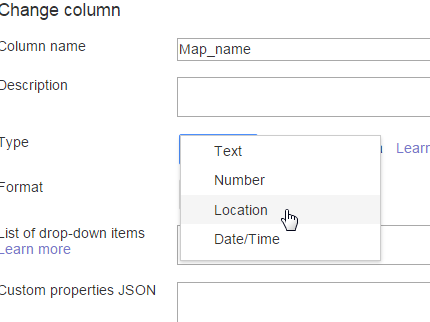 Change column
Column name
Map_name
Description
Type
Learn
Text
Number
Format
Location
List of drop-down items
Date/Time
Learn more
Custom properties JSON